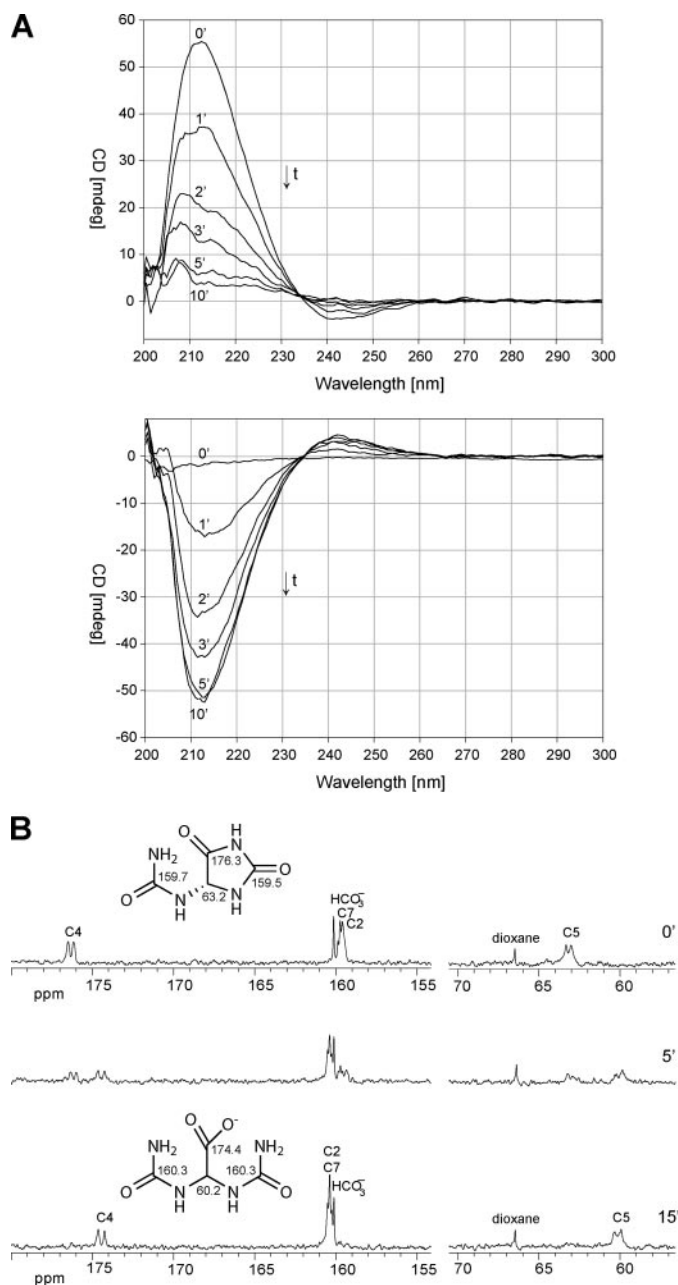 A
CD [mdeg]
60
50
40
30
20
10
0
0'
1'
2'
3'
5'
10'
t
200 210 220 230 240 250 260 270 280 290 300
Wavelength [nm]
CD [mdeg]
0
-10
-20
-30
-40
-50
-60
0'
1'
2'
3'
5'
10'
t
200 210 220 230 240 250 260 270 280 290 300
Wavelength [nm]
B
O H N
NH2 176.3 O
159.7 159.5
O N H 63.2 N H
C4 HCO3- C7 C2 dioxane C5 0'
ppm 175 170 165 160 155 70 65 60
5'
O O-
NH2 174.4 NH2
160.3 160.3
O N H 60.2 N H O
C4 C2 C7 HCO3- dioxane C5 15'
ppm 175 170 165 160 155 70 65 60